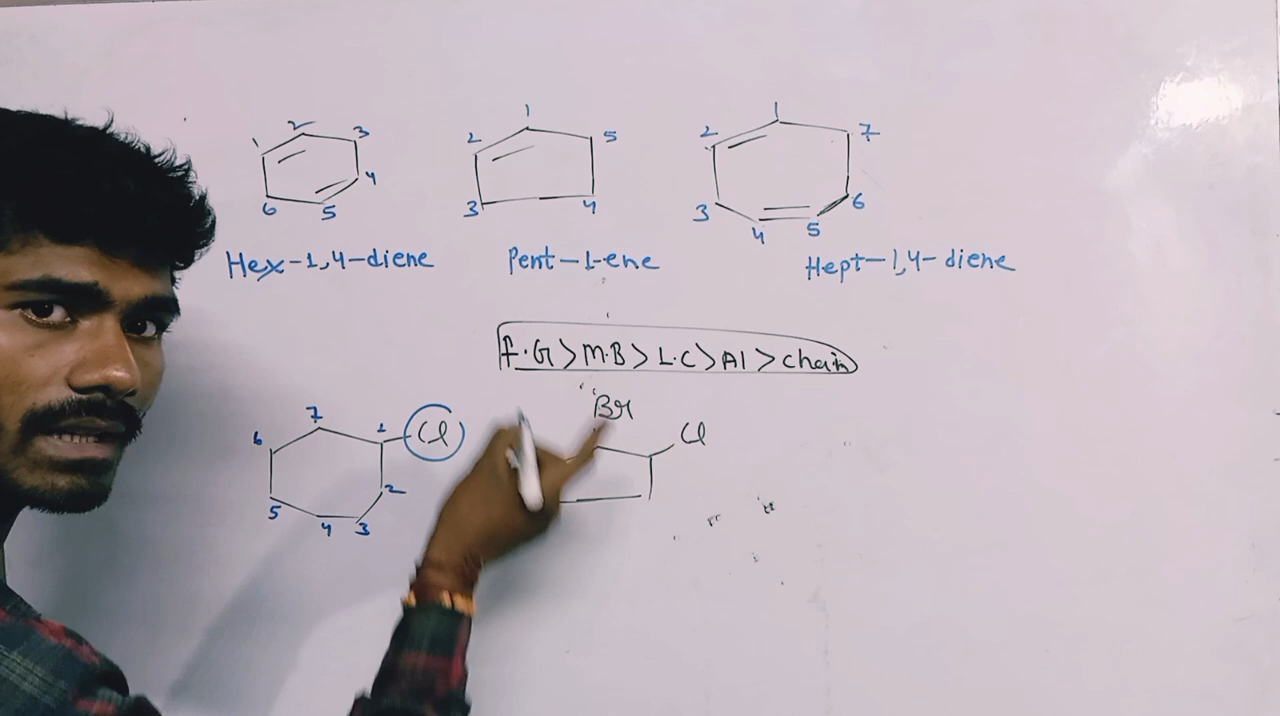 1 2 3 4 5 6
1 2 3 4 5
1 2 3 4 5 6 7
Hex-1,4-diene
Pent-1-ene
Hept-1,4-diene
f.G>M.B>L.C>Al>chain
1 2 3 4 5 6 7 Cl
Br Cl